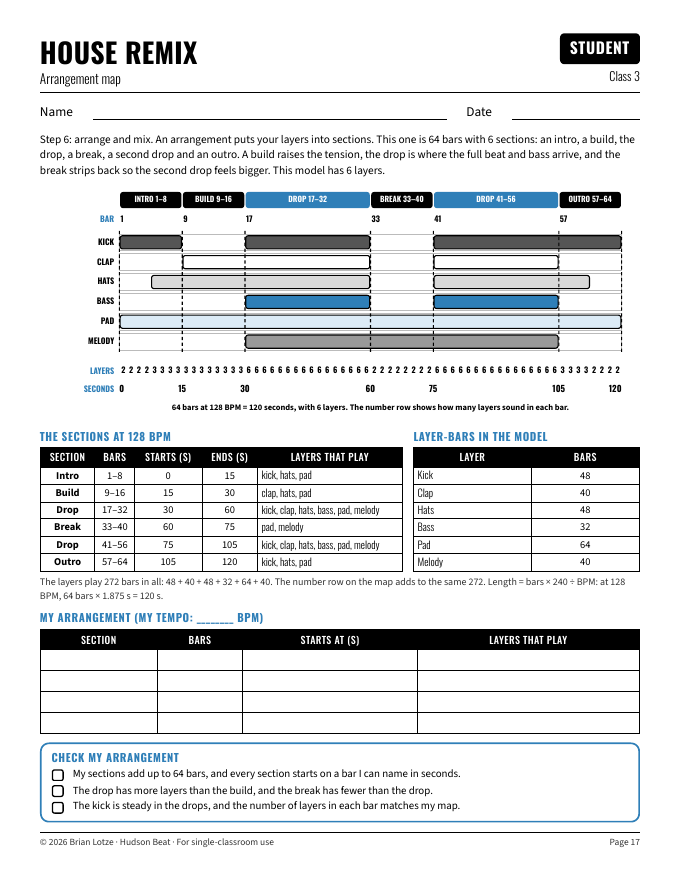 HOUSE REMIX
STUDENT
Arrangement map
Class 3
Name
Date
Step 6: arrange and mix. An arrangement puts your layers into sections. This one is 64 bars with 6 sections: an intro, a build, the
drop, a break, a second drop and an outro. A build raises the tension, the drop is where the full beat and bass arrive, and the
break strips back so the second drop feels bigger. This model has 6 layers.
INTRO 1–8 BUILD 9–16 DROP 17–32 BREAK 33–40 DROP 41–56 OUTRO 57–64
BAR 1 9 17 33 41 57
KICK
CLAP
HATS
BASS
PAD
MELODY
LAYERS 2 2 2 2 3 3 3 3 3 3 3 3 3 3 3 3 6 6 6 6 6 6 6 6 6 6 6 6 6 6 6 6 2 2 2 2 2 2 2 2 6 6 6 6 6 6 6 6 6 6 6 6 6 6 6 6 3 3 3 3 2 2 2 2
SECONDS 0 15 30 60 75 105 120
64 bars at 128 BPM = 120 seconds, with 6 layers. The number row shows how many layers sound in each bar.
THE SECTIONS AT 128 BPM
SECTION BARS STARTS (S) ENDS (S) LAYERS THAT PLAY
Intro 1–8 0 15 kick, hats, pad
Build 9–16 15 30 clap, hats, pad
Drop 17–32 30 60 kick, clap, hats, bass, pad, melody
Break 33–40 60 75 pad, melody
Drop 41–56 75 105 kick, clap, hats, bass, pad, melody
Outro 57–64 105 120 kick, hats, pad
LAYER-BARS IN THE MODEL
LAYER BARS
Kick 48
Clap 40
Hats 48
Bass 32
Pad 64
Melody 40
The layers play 272 bars in all: 48 + 40 + 48 + 32 + 64 + 40. The number row on the map adds to the same 272. Length = bars × 240 ÷ BPM: at 128
BPM, 64 bars × 1.875 s = 120 s.
MY ARRANGEMENT (MY TEMPO: ________ BPM)
SECTION BARS STARTS AT (S) LAYERS THAT PLAY
CHECK MY ARRANGEMENT
My sections add up to 64 bars, and every section starts on a bar I can name in seconds.
The drop has more layers than the build, and the break has fewer than the drop.
The kick is steady in the drops, and the number of layers in each bar matches my map.
© 2026 Brian Lotze · Hudson Beat · For single-classroom use
Page 17